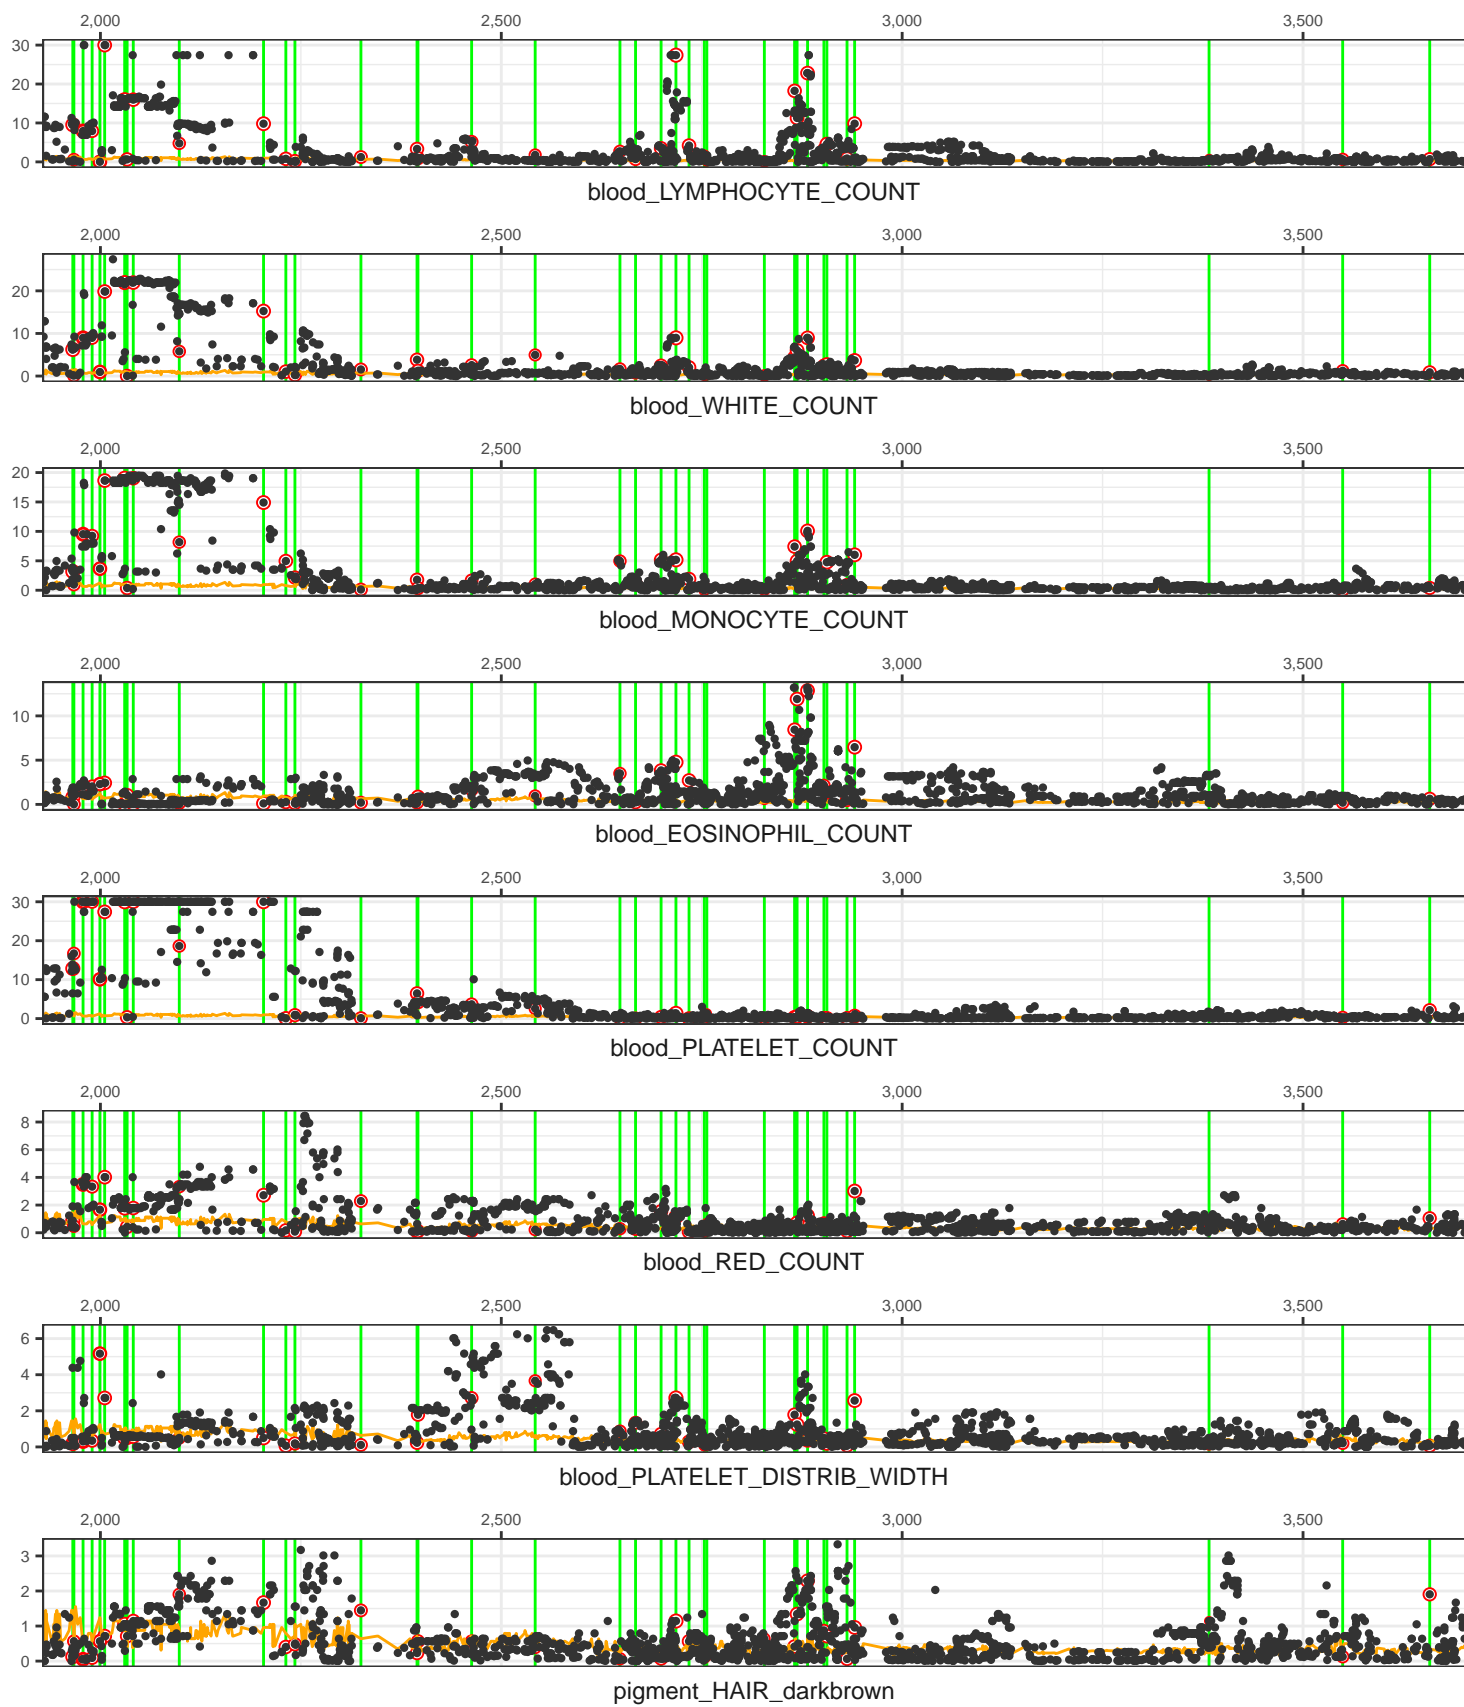 2,000 2,500 3,000 3,500
30
20
10
0
blood_LYMPHOCYTE_COUNT
2,000 2,500 3,000 3,500
20
10
0
blood_WHITE_COUNT
2,000 2,500 3,000 3,500
20
15
10
5
0
blood_MONOCYTE_COUNT
2,000 2,500 3,000 3,500
10
5
0
blood_EOSINOPHIL_COUNT
2,000 2,500 3,000 3,500
30
20
10
0
blood_PLATELET_COUNT
2,000 2,500 3,000 3,500
8
6
4
2
0
blood_RED_COUNT
2,000 2,500 3,000 3,500
6
4
2
0
blood_PLATELET_DISTRIB_WIDTH
2,000 2,500 3,000 3,500
3
2
1
0
pigment_HAIR_darkbrown